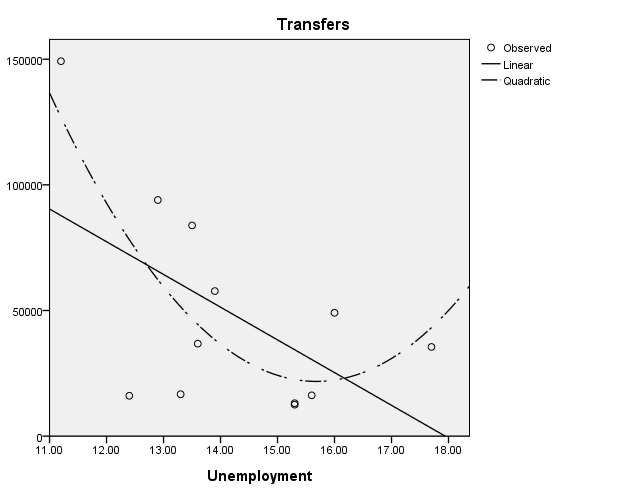 Transfers
Observed
Linear
Quadratic
150000
100000
50000
0
11.00 12.00 13.00 14.00 15.00 16.00 17.00 18.00
Unemployment